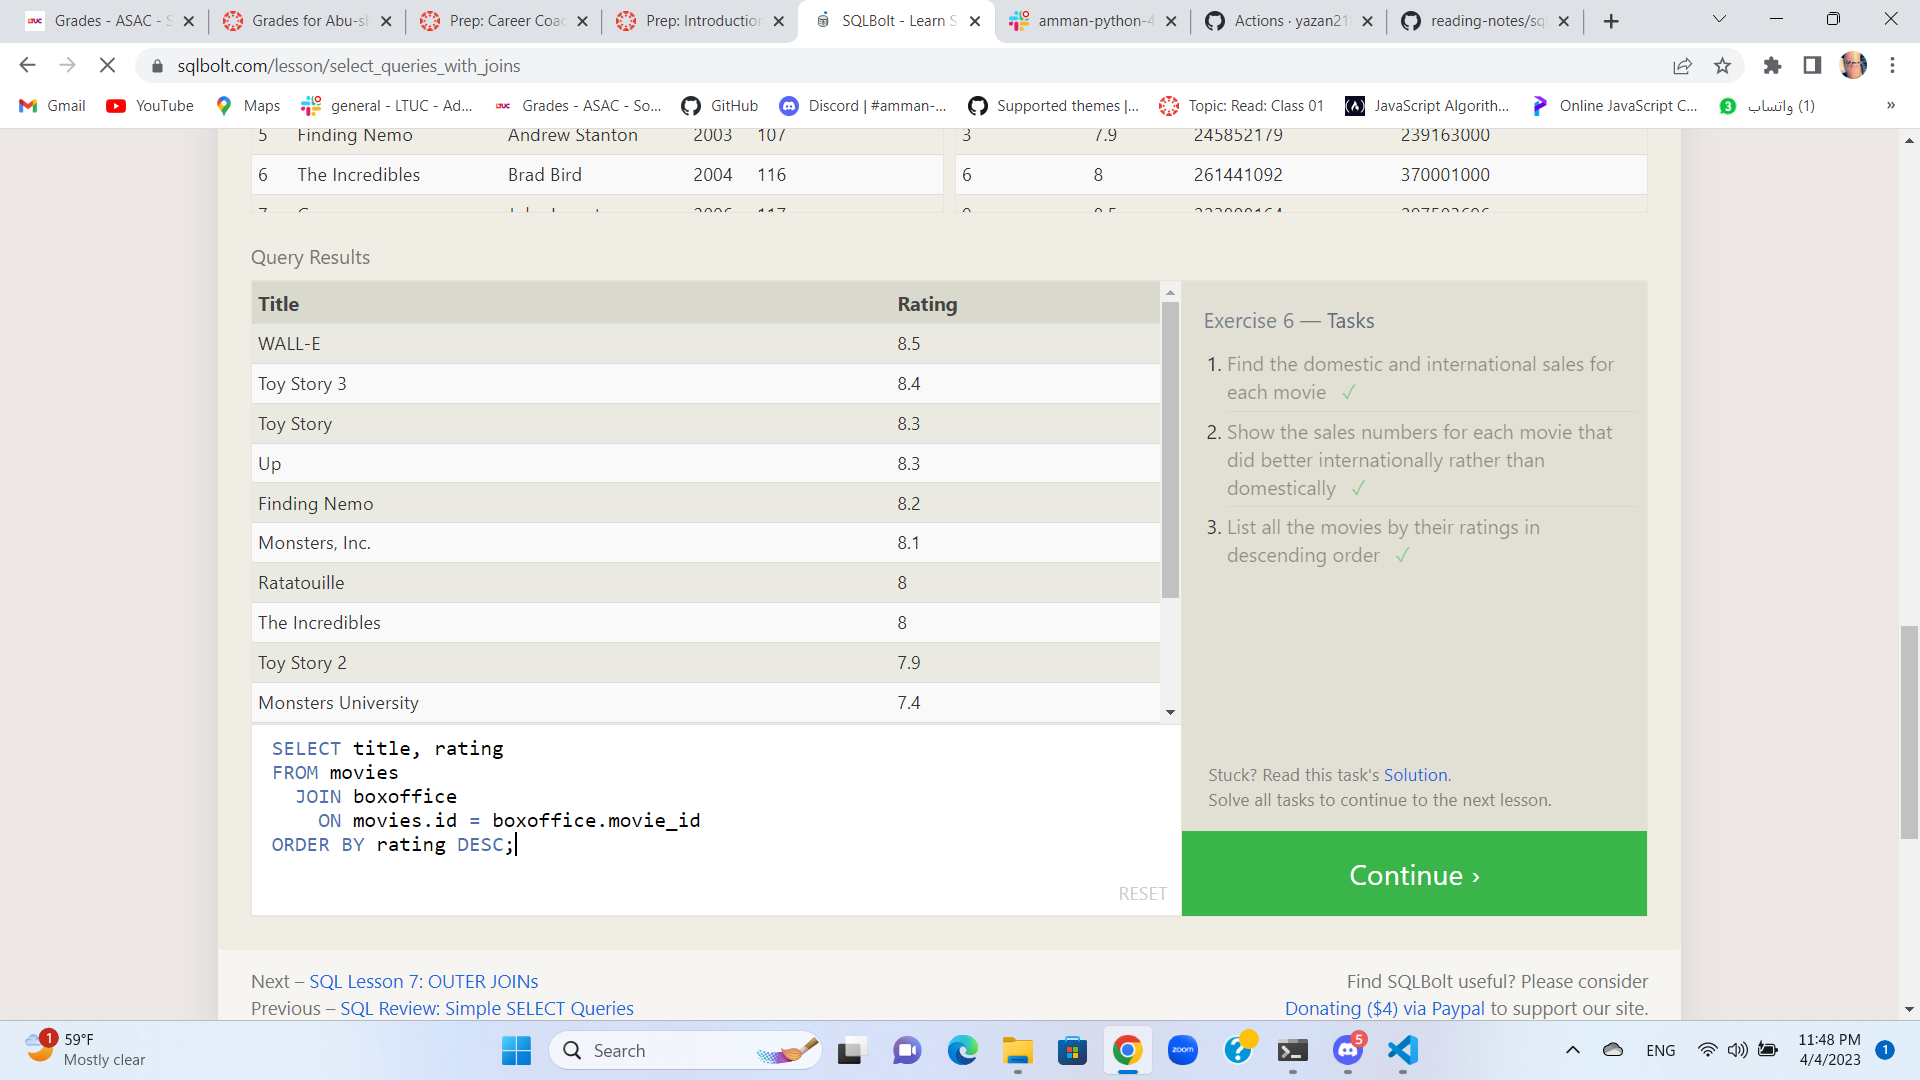 Grades - ASAC - S
Grades for Abu-sh
Prep: Career Coac
Prep: Introduction
SQLBolt - Learn S
amman-python-4
Actions · yazan21
reading-notes/sql
sqlbolt.com/lesson/select_queries_with_joins
Gmail
YouTube
Maps
general - LTUC - Ad...
LTUC
Grades - ASAC - So...
GitHub
Discord | #amman-...
Supported themes |...
Topic: Read: Class 01
JavaScript Algorith...
Online JavaScript C...
3
(1) واتساب
»
5 Finding Nemo Andrew Stanton 2003 107
3 7.9 245852179 239163000
6 The Incredibles Brad Bird 2004 116
6 8 261441092 370001000
Query Results
Title Rating
WALL-E 8.5
Toy Story 3 8.4
Toy Story 8.3
Up 8.3
Finding Nemo 8.2
Monsters, Inc. 8.1
Ratatouille 8
The Incredibles 8
Toy Story 2 7.9
Monsters University 7.4
Exercise 6 — Tasks
1. Find the domestic and international sales for
each movie ✓
2. Show the sales numbers for each movie that
did better internationally rather than
domestically ✓
3. List all the movies by their ratings in
descending order ✓
SELECT title, rating
FROM movies
JOIN boxoffice
ON movies.id = boxoffice.movie_id
ORDER BY rating DESC;
RESET
Stuck? Read this task's Solution.
Solve all tasks to continue to the next lesson.
Continue ›
Next – SQL Lesson 7: OUTER JOINs
Previous – SQL Review: Simple SELECT Queries
Find SQLBolt useful? Please consider
Donating ($4) via Paypal to support our site.
1
59°F
Mostly clear
Search
zoom
5
ENG
11:48 PM
4/4/2023
1